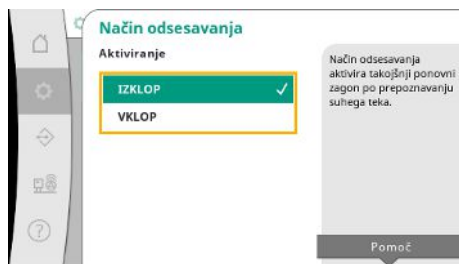 Način odsesavanja
Aktiviranje
IZKLOP
VKLOP
Način odsesavanja
aktivira takojšnji ponovni
zagon po prepoznavanju
suhega teka.
Pomoč